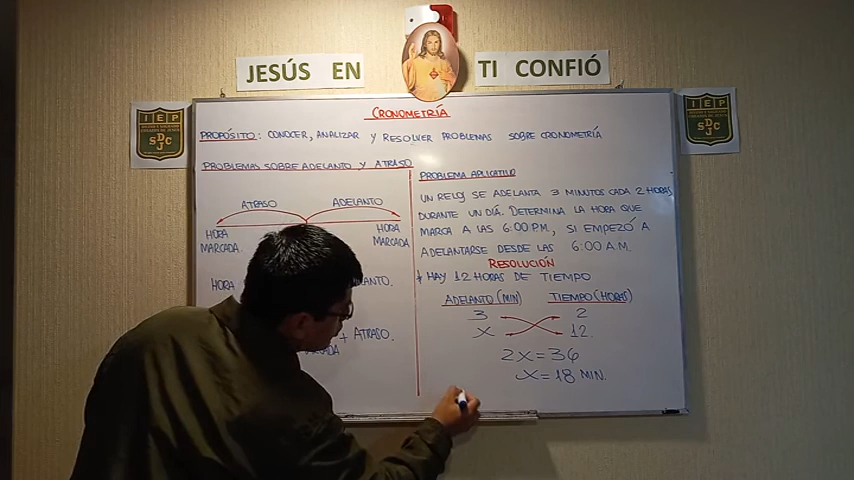 JESÚS EN TI CONFIÓ
IEP
SDJC
IEP
SDJC
CRONOMETRÍA
PROPÓSITO: CONOCER, ANALIZAR Y RESOLVER PROBLEMAS SOBRE CRONOMETRÍA
PROBLEMAS SOBRE ADELANTO Y ATRASO
ATRASO ADELANTO
HORA MARCADA
HORA MARCADA
HORA
+ ATRASO.
PROBLEMA APLICATIVO
UN RELOJ SE ADELANTA 3 MINUTOS CADA 2 HORAS
DURANTE UN DÍA. DETERMINA LA HORA QUE
MARCA A LAS 6:00 P.M, SI EMPEZÓ A
ADELANTARSE DESDE LAS 6:00 A.M.
RESOLUCIÓN
* HAY 12 HORAS DE TIEMPO
ADELANTO (MIN) TIEMPO (HORAS)
3 2
X 12
2X=36
X=18 MIN.